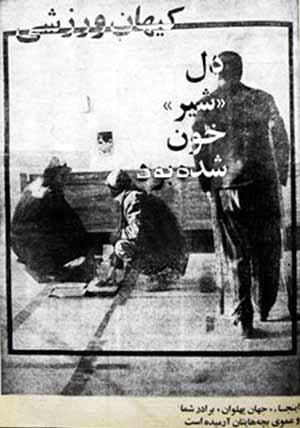 کیهان ورزشی
دل
«شیر»
خون
شده بود
اینجا، جهان پهلوان، برادر شما
و عموی بچه‌هایتان آرمیده است